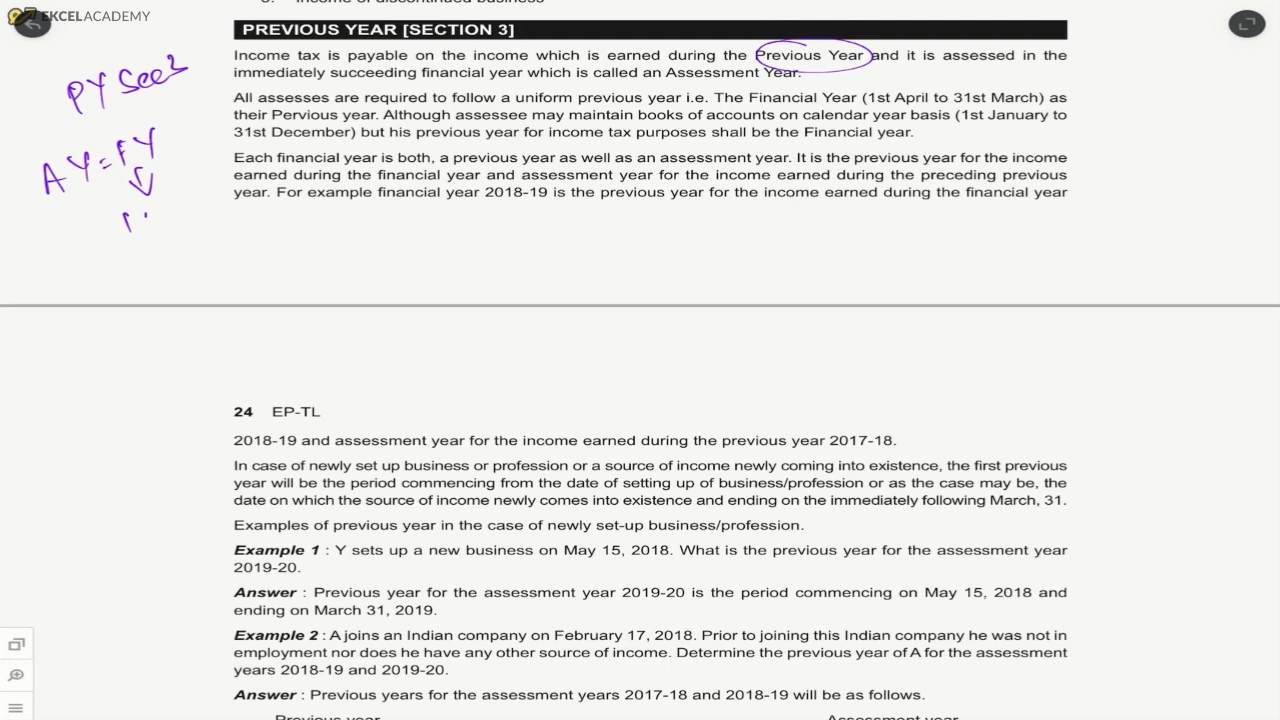 5. Income of discontinued business
EKCEL ACADEMY
PREVIOUS YEAR [SECTION 3]
Income tax is payable on the income which is earned during the Previous Year and it is assessed in the
immediately succeeding financial year which is called an Assessment Year.
PY Sec²
All assesses are required to follow a uniform previous year i.e. The Financial Year (1st April to 31st March) as
their Pervious year. Although assessee may maintain books of accounts on calendar year basis (1st January to
31st December) but his previous year for income tax purposes shall be the Financial year.
AY = FY
Each financial year is both, a previous year as well as an assessment year. It is the previous year for the income
earned during the financial year and assessment year for the income earned during the preceding previous
year. For example financial year 2018-19 is the previous year for the income earned during the financial year
24 EP-TL
2018-19 and assessment year for the income earned during the previous year 2017-18.
In case of newly set up business or profession or a source of income newly coming into existence, the first previous
year will be the period commencing from the date of setting up of business/profession or as the case may be, the
date on which the source of income newly comes into existence and ending on the immediately following March, 31.
Examples of previous year in the case of newly set-up business/profession.
Example 1 : Y sets up a new business on May 15, 2018. What is the previous year for the assessment year
2019-20.
Answer : Previous year for the assessment year 2019-20 is the period commencing on May 15, 2018 and
ending on March 31, 2019.
Example 2 : A joins an Indian company on February 17, 2018. Prior to joining this Indian company he was not in
employment nor does he have any other source of income. Determine the previous year of A for the assessment
years 2018-19 and 2019-20.
Answer : Previous years for the assessment years 2017-18 and 2018-19 will be as follows.
Previous year Assessment year